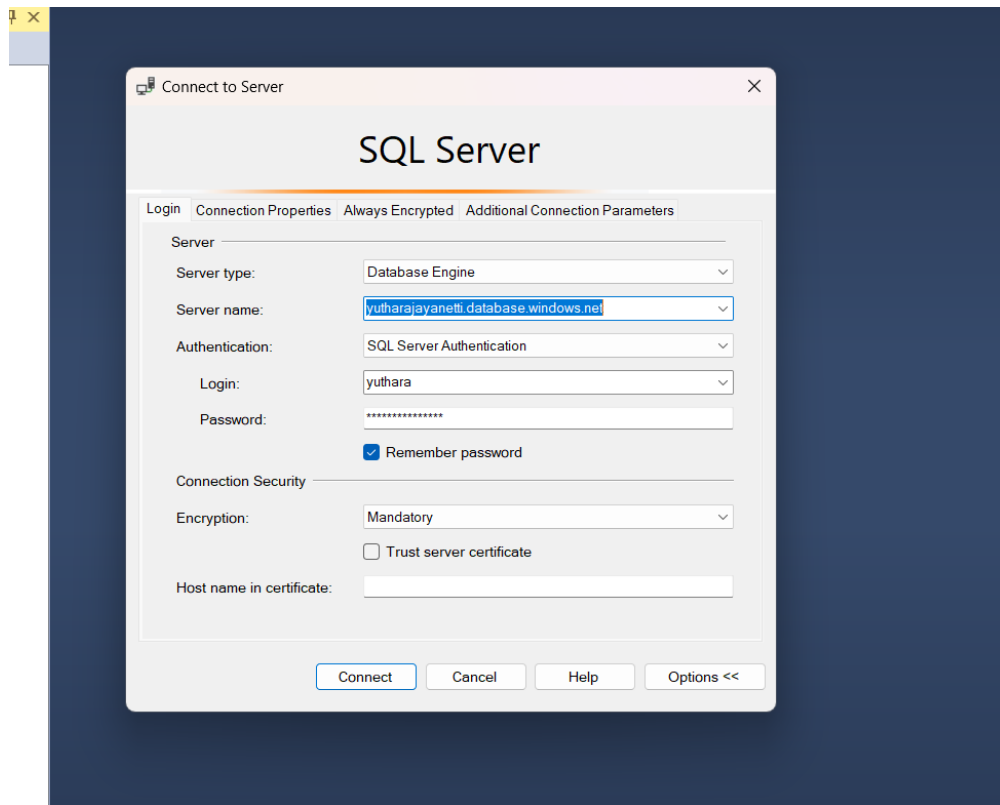 Connect to Server
SQL Server
Login Connection Properties Always Encrypted Additional Connection Parameters
Server
Server type: Database Engine
Server name: yutharajayanetti.database.windows.net
Authentication: SQL Server Authentication
Login: yuthara
Password: ***************
Remember password
Connection Security
Encryption: Mandatory
Trust server certificate
Host name in certificate:
Connect Cancel Help Options <<